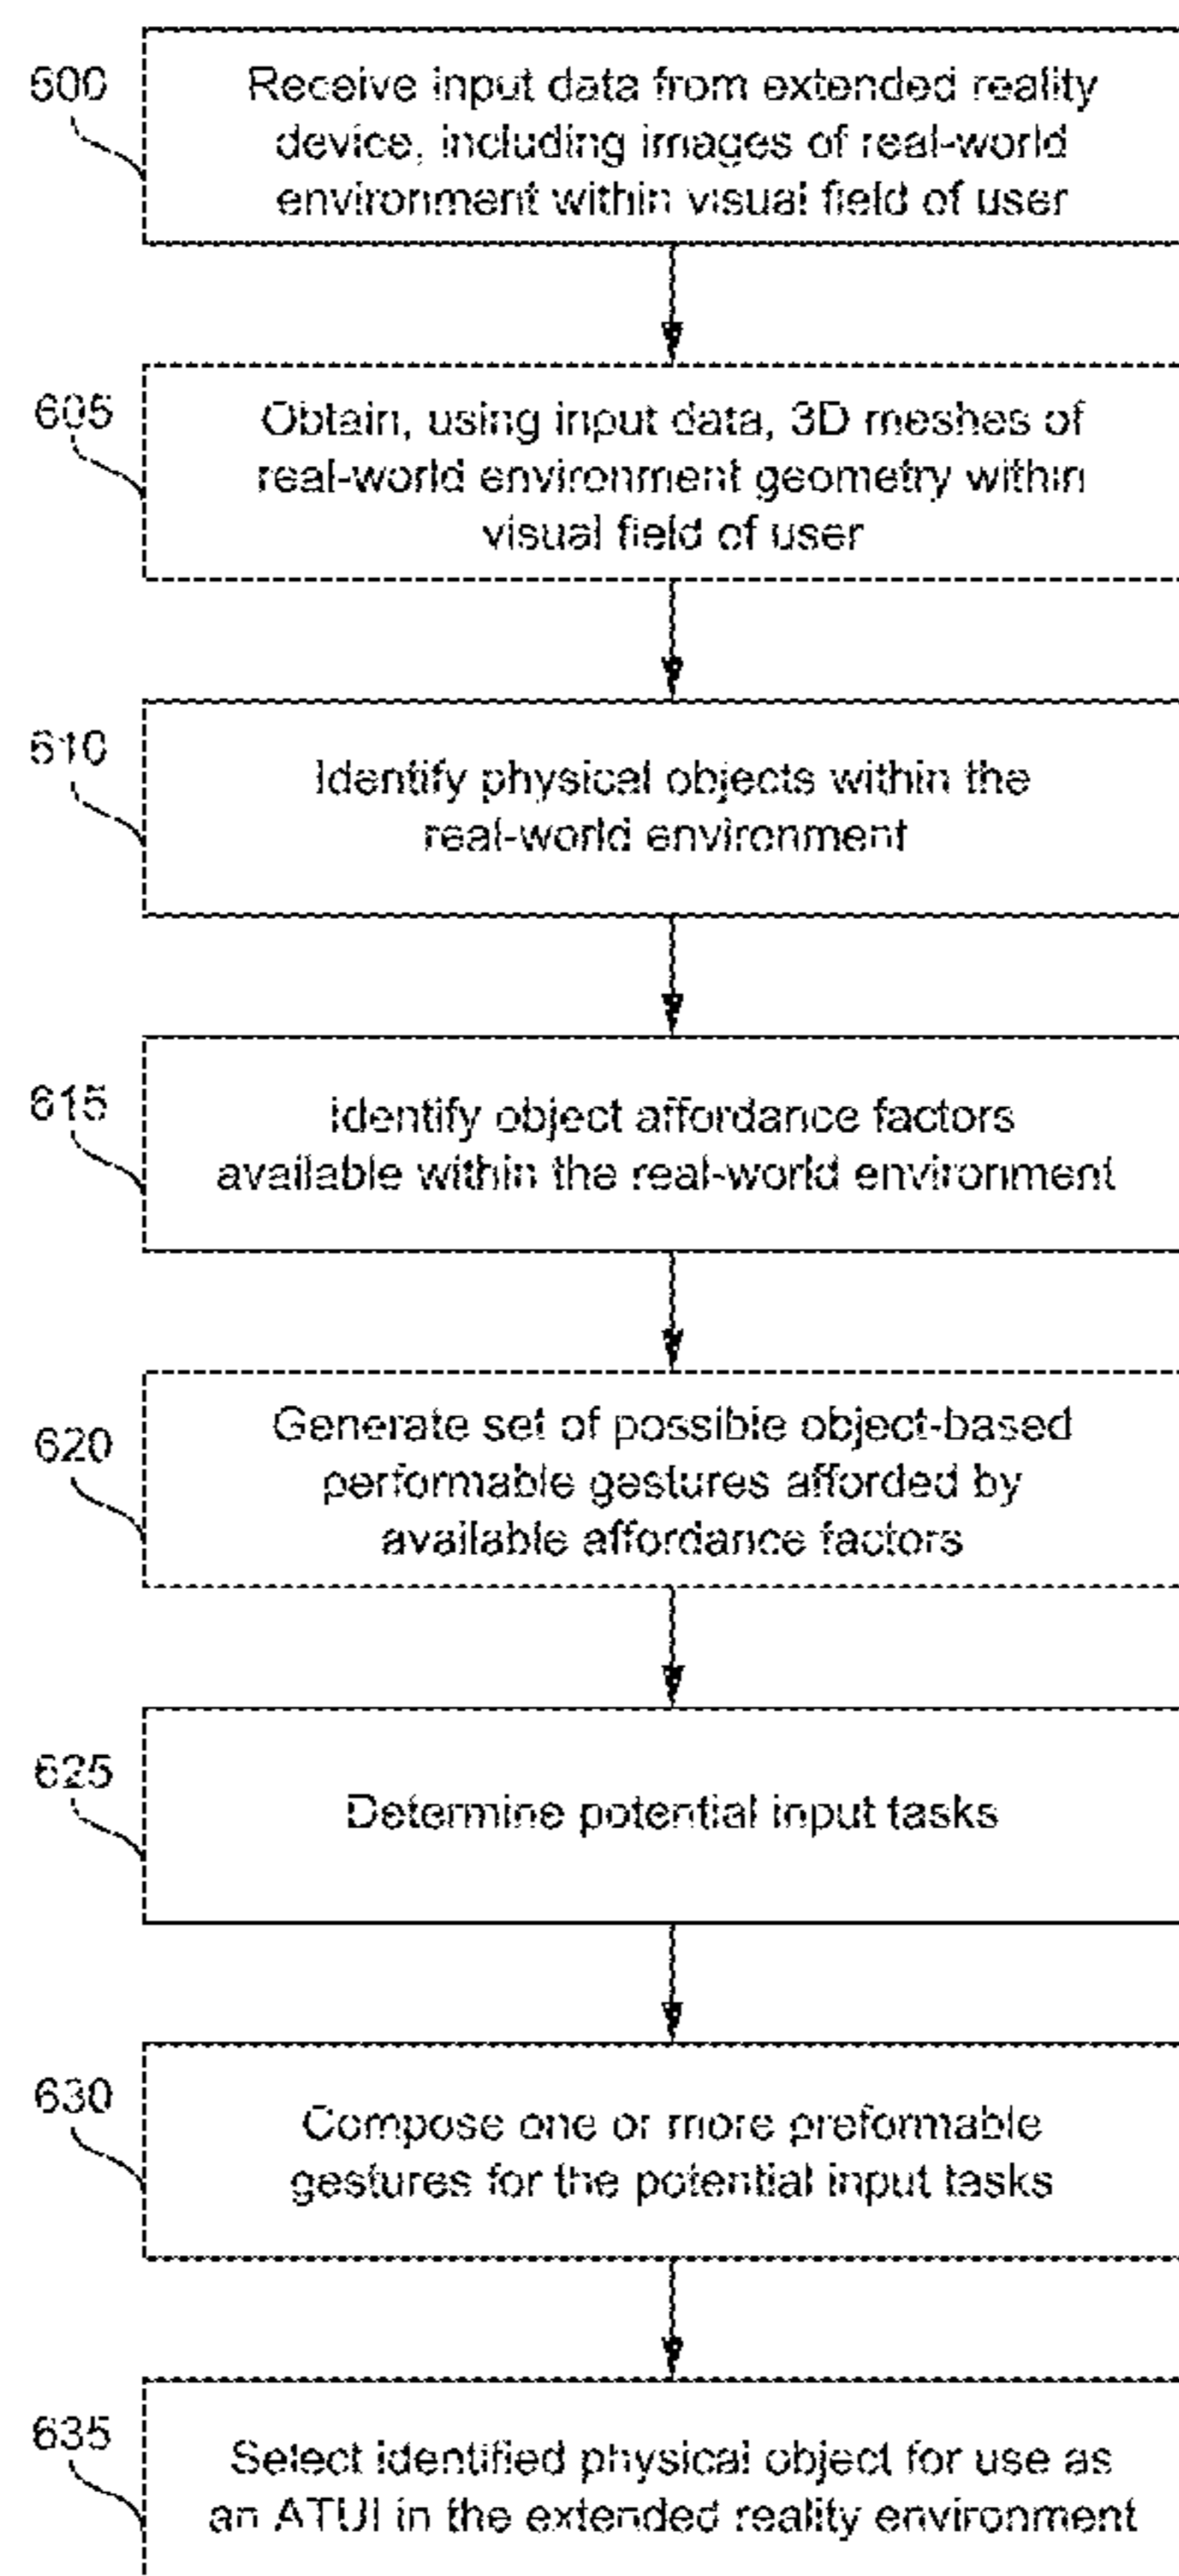 600
Receive input data from extended reality
device, including images of real-world
environment within visual field of user
605
Obtain, using input data, 3D meshes of
real-world environment geometry within
visual field of user
610
Identify physical objects within the
real-world environment
615
Identify object affordance factors
available within the real-world environment
620
Generate set of possible object-based
performable gestures afforded by
available affordance factors
625
Determine potential input tasks
630
Compose one or more preformable
gestures for the potential input tasks
635
Select identified physical object for use as
an ATUI in the extended reality environment